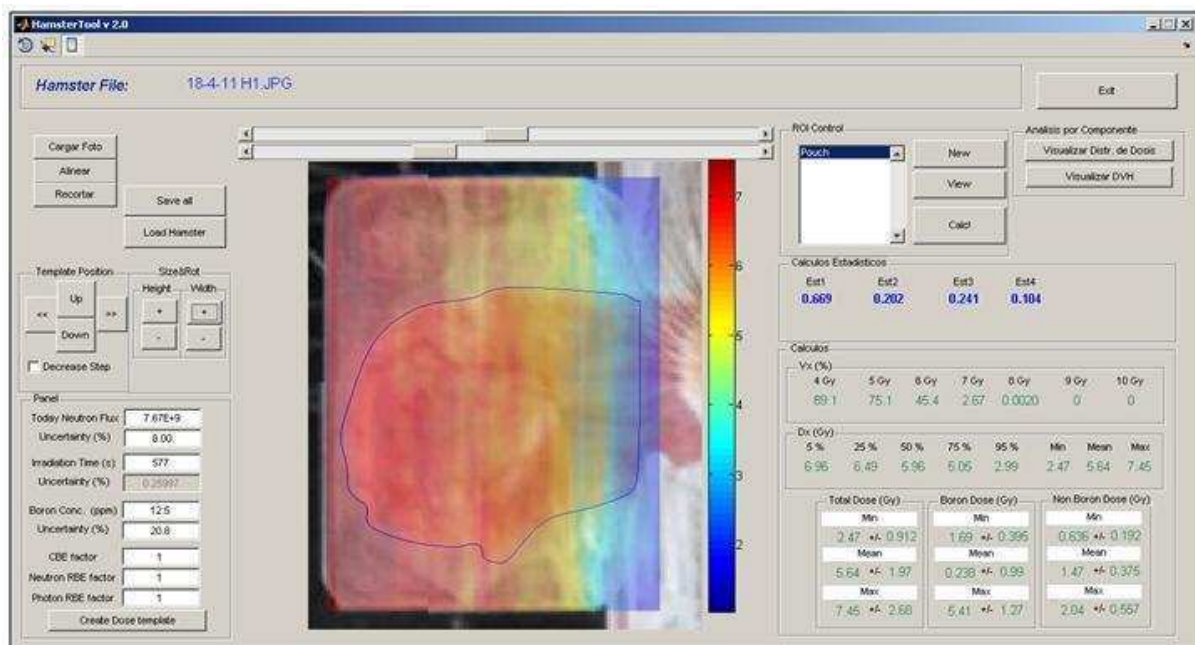 HamsterTool v 2.0
Hamster File: 18-4-11 H1.JPG
Exit
Cargar Foto
Alinear
Recortar
Save all
Load Hamster
Template Position
Up
<<
>>
Down
Decrease Step
Size&Rot
Height Width
+ +
- -
Panel
Today Neutron Flux 7.67E+9
Uncertainty (%) 8.00
Irradiation Time (s) 577
Uncertainty (%) 0.25997
Boron Conc. (ppm) 12.5
Uncertainty (%) 20.8
CBE factor 1
Neutron RBE factor 1
Photon RBE factor 1
Create Dose template
7
6
5
4
3
2
ROI Control
Pouch
New
View
Calc!
Analisis por Componente
Visualizar Distr. de Dosis
Visualizar DVH
Calculos Estadisticos
Est1 Est2 Est3 Est4
0.669 0.202 0.241 0.104
Calculos
Vx (%)
4 Gy 5 Gy 6 Gy 7 Gy 8 Gy 9 Gy 10 Gy
89.1 75.1 45.4 2.67 0.0020 0 0
Dx (Gy)
5 % 25 % 50 % 75 % 95 % Min Mean Max
6.96 6.49 5.96 5.05 2.99 2.47 5.64 7.45
Total Dose (Gy) Boron Dose (Gy) Non Boron Dose (Gy)
Min Min Min
2.47 +/- 0.912 1.69 +/- 0.395 0.636 +/- 0.192
Mean Mean Mean
5.64 +/- 1.97 0.238 +/- 0.99 1.47 +/- 0.375
Max Max Max
7.45 +/- 2.68 5.41 +/- 1.27 2.04 +/- 0.557